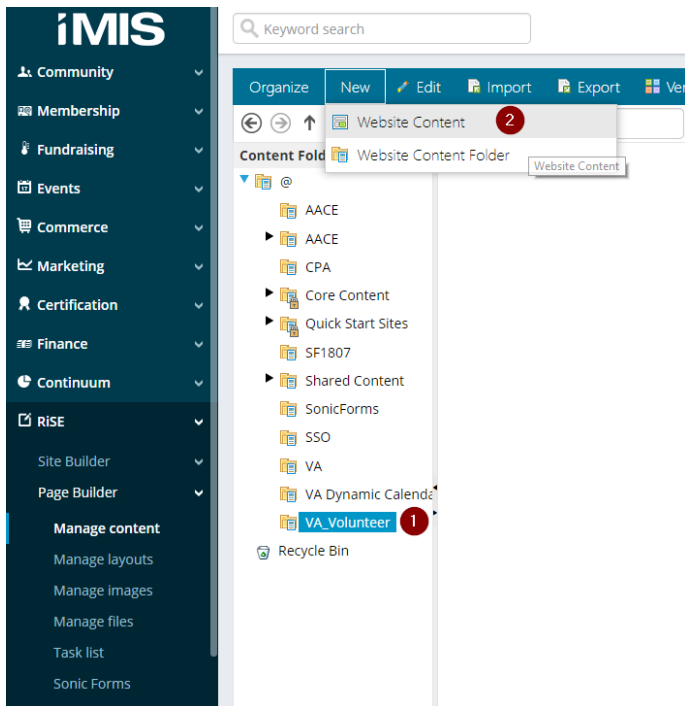 iMIS
Community
Membership
Fundraising
Events
Commerce
Marketing
Certification
Finance
Continuum
RiSE
Site Builder
Page Builder
Manage content
Manage layouts
Manage images
Manage files
Task list
Sonic Forms
Keyword search
Organize New Edit Import Export Ver
Website Content 2
Website Content Folder
Website Content
Content Fold
@
AACE
AACE
CPA
Core Content
Quick Start Sites
SF1807
Shared Content
SonicForms
SSO
VA
VA Dynamic Calenda
VA_Volunteer 1
Recycle Bin